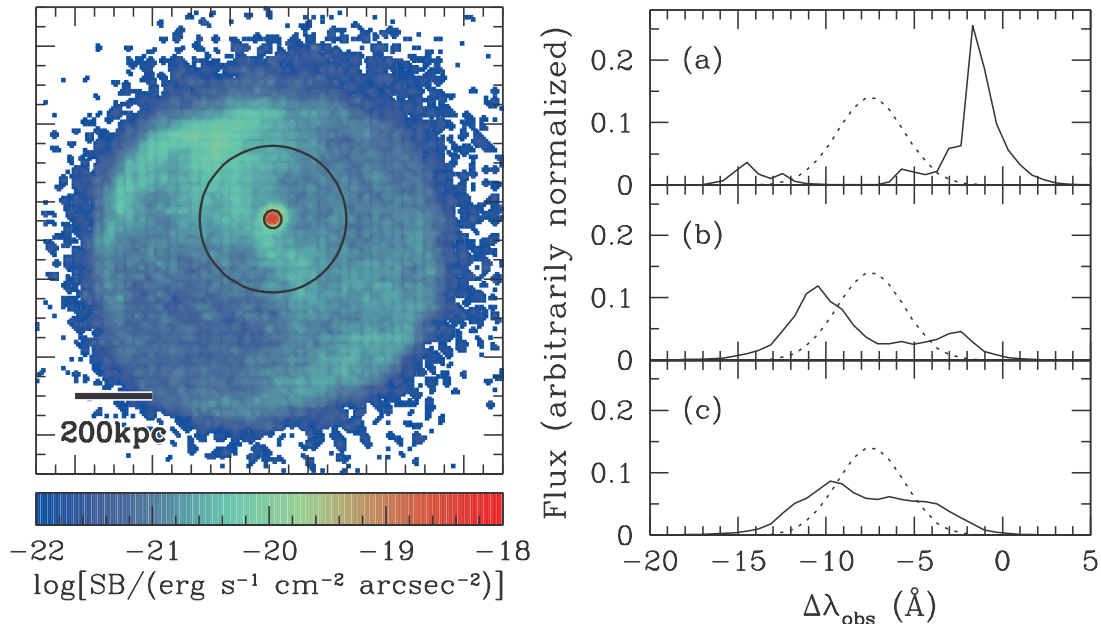 200kpc
−22 −21 −20 −19 −18
log[SB/(erg s⁻¹ cm⁻² arcsec⁻²)]
Flux (arbitrarily normalized)
(a)
0.2
0.1
0
(b)
0.2
0.1
0
(c)
0.2
0.1
0
−20 −15 −10 −5 0 5
Δλobs (Å)